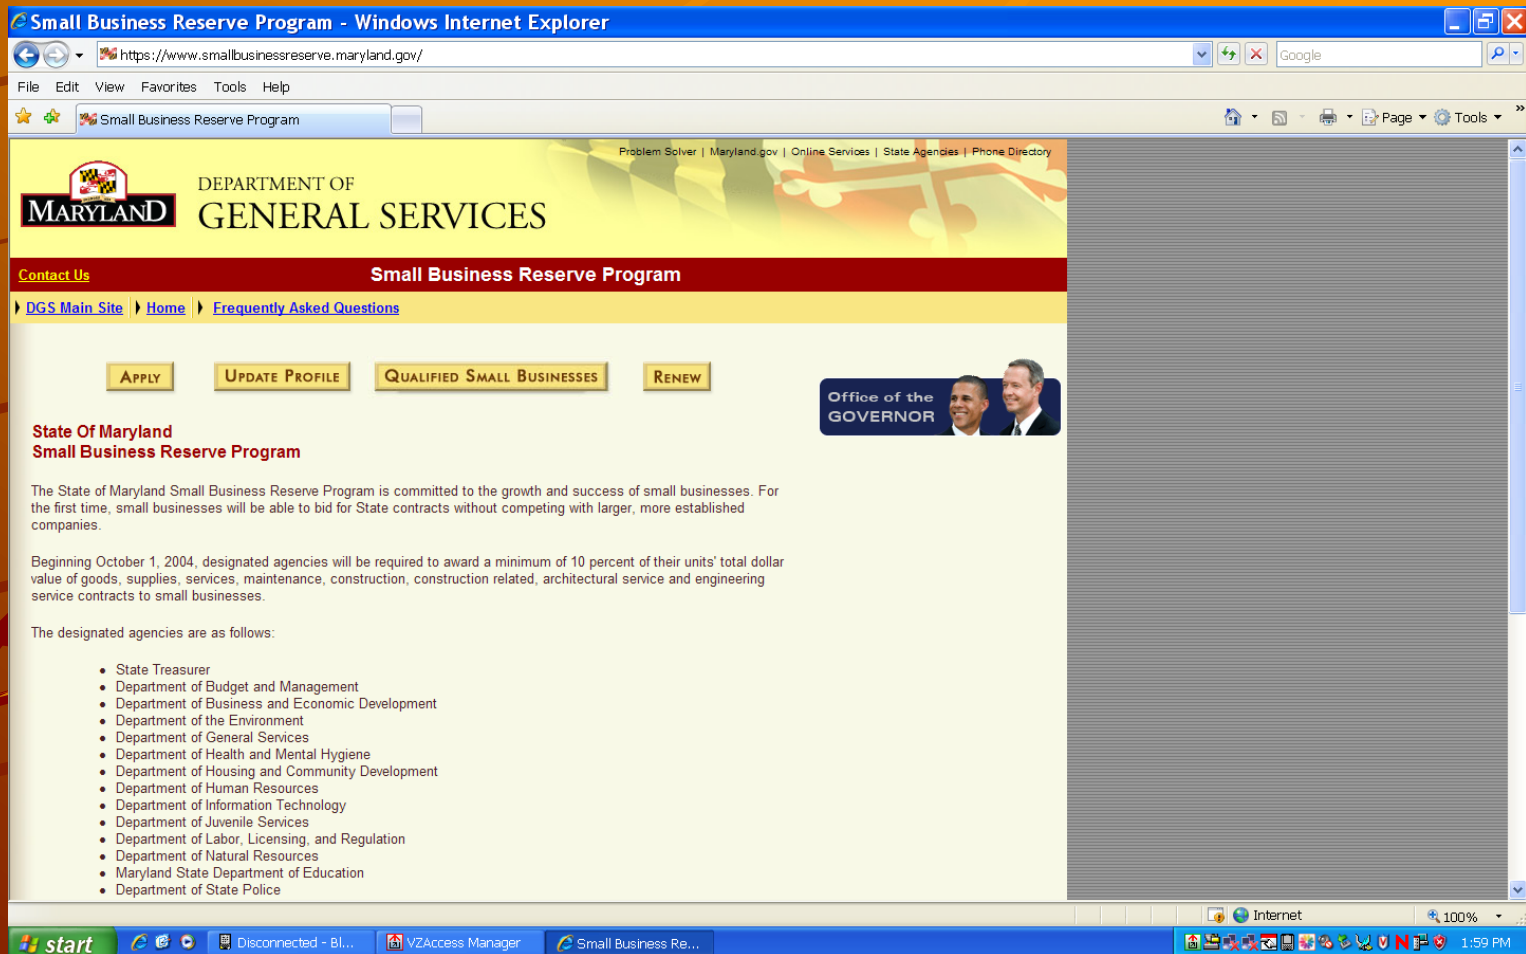 Small Business Reserve Program - Windows Internet Explorer
https://www.smallbusinessreserve.maryland.gov/
Google
File Edit View Favorites Tools Help
Small Business Reserve Program
Page Tools
Problem Solver | Maryland.gov | Online Services | State Agencies | Phone Directory
MARYLAND
DEPARTMENT OF
GENERAL SERVICES
Contact Us
Small Business Reserve Program
DGS Main Site Home Frequently Asked Questions
APPLY UPDATE PROFILE QUALIFIED SMALL BUSINESSES RENEW
Office of the
GOVERNOR
State Of Maryland
Small Business Reserve Program
The State of Maryland Small Business Reserve Program is committed to the growth and success of small businesses. For
the first time, small businesses will be able to bid for State contracts without competing with larger, more established
companies.
Beginning October 1, 2004, designated agencies will be required to award a minimum of 10 percent of their units' total dollar
value of goods, supplies, services, maintenance, construction, construction related, architectural service and engineering
service contracts to small businesses.
The designated agencies are as follows:
• State Treasurer
• Department of Budget and Management
• Department of Business and Economic Development
• Department of the Environment
• Department of General Services
• Department of Health and Mental Hygiene
• Department of Housing and Community Development
• Department of Human Resources
• Department of Information Technology
• Department of Juvenile Services
• Department of Labor, Licensing, and Regulation
• Department of Natural Resources
• Maryland State Department of Education
• Department of State Police
Internet
100%
start
Disconnected - Bl...
VZAccess Manager
Small Business Re...
1:59 PM